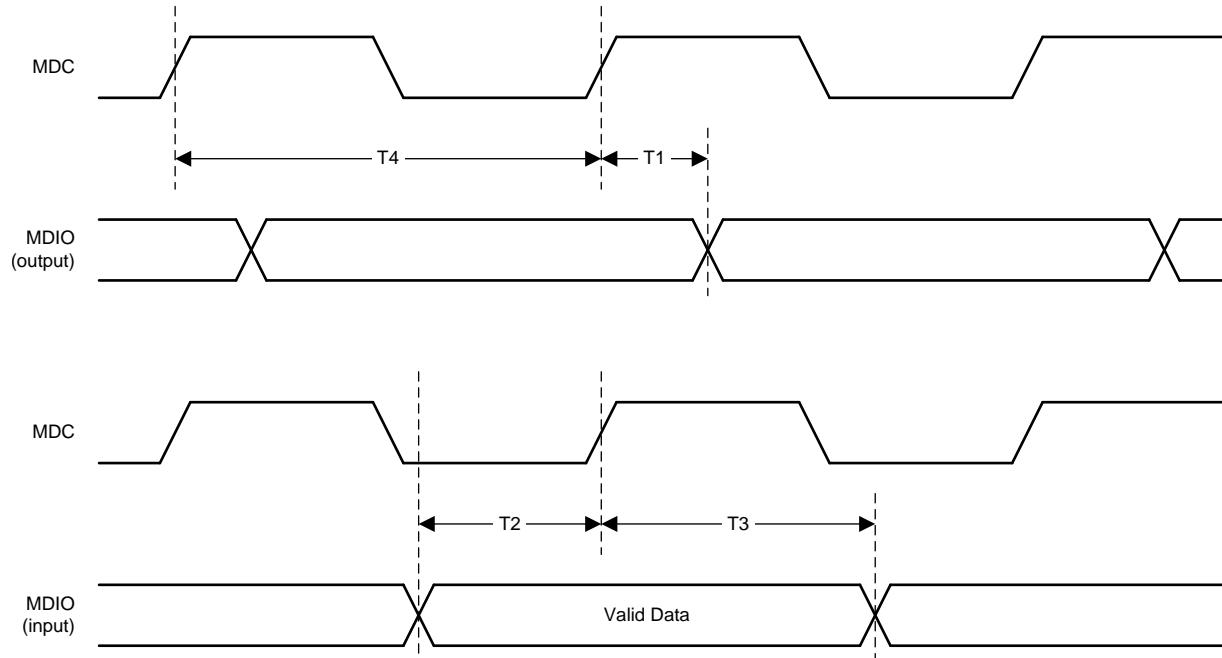 MDC
T4
T1
MDIO
(output)
MDC
T2
T3
MDIO
(input)
Valid Data